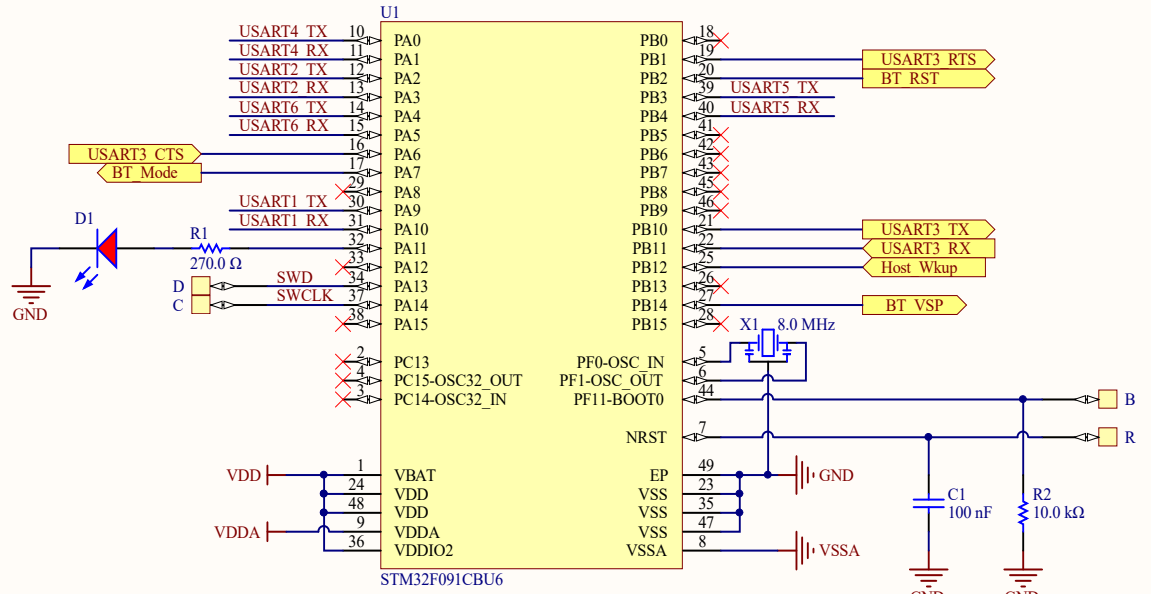 U1
USART4_TX 10 PA0 PB0 18
USART4_RX 11 PA1 PB1 19 USART3_RTS
USART2_TX 12 PA2 PB2 20 BT_RST
USART2_RX 13 PA3 PB3 39 USART5_TX
USART6_TX 14 PA4 PB4 40 USART5_RX
USART6_RX 15 PA5 PB5 41
USART3_CTS 16 PA6 PB6 42
BT_Mode 17 PA7 PB7 43
29 PA8 PB8 45
USART1_TX 30 PA9 PB9 46
USART1_RX 31 PA10 PB10 21 USART3_TX
D1 R1 32 PA11 PB11 22 USART3_RX
270.0 Ω 33 PA12 PB12 25 Host_Wkup
D SWD 34 PA13 PB13 26
C SWCLK 37 PA14 PB14 27 BT_VSP
GND 38 PA15 PB15 28 X1 8.0 MHz
2 PC13 PF0-OSC_IN 5
4 PC15-OSC32_OUT PF1-OSC_OUT 6
3 PC14-OSC32_IN PF11-BOOT0 44 B
NRST 7 R
VDD 1 VBAT EP 49 GND
24 VDD VSS 23 C1 R2
48 VDD VSS 35 100 nF 10.0 kΩ
VDDA 9 VDDA VSS 47
36 VDDIO2 VSSA 8 VSSA
STM32F091CBU6
GND GND